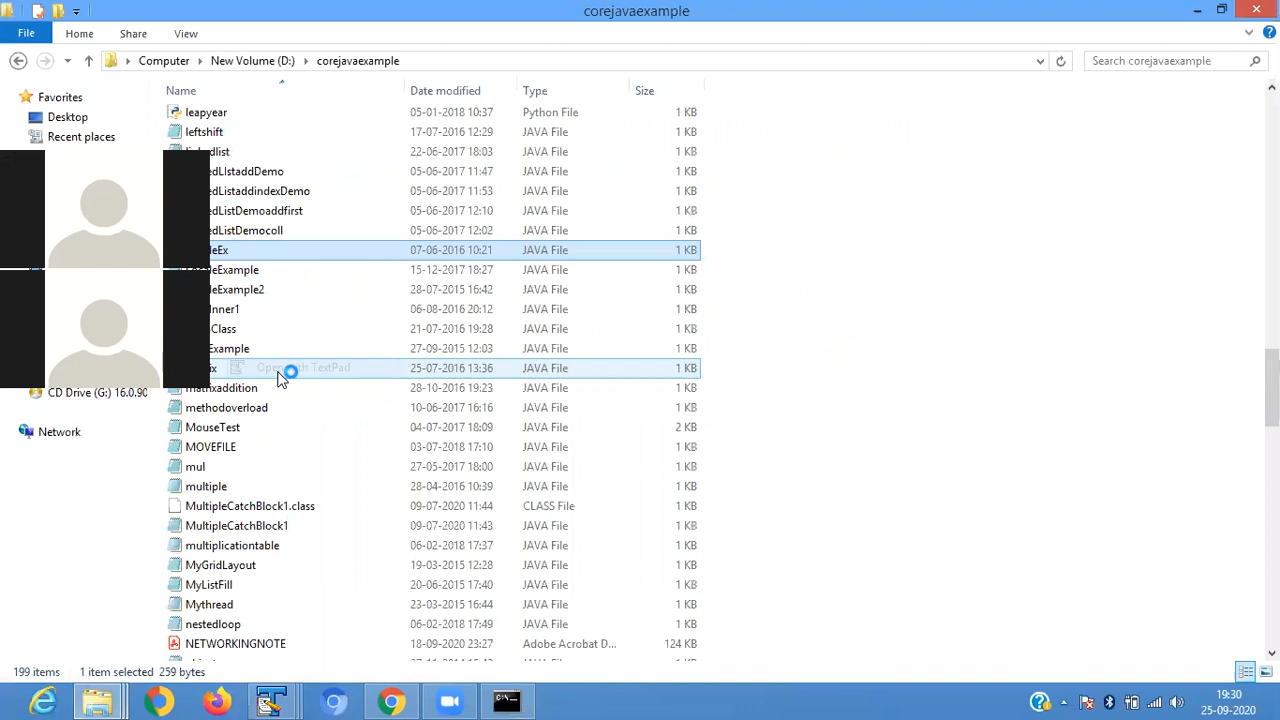 corejavaexample
File Home Share View
Computer New Volume (D:) corejavaexample Search corejavaexample
Name Date modified Type Size
Favorites
Desktop
Recent places
CD Drive (G:) 16.0.90
Network
leapyear 05-01-2018 10:37 Python File 1 KB
leftshift 17-07-2016 12:29 JAVA File 1 KB
22-06-2017 18:03 JAVA File 1 KB
edLIstaddDemo 05-06-2017 11:47 JAVA File 1 KB
edListaddindexDemo 05-06-2017 11:53 JAVA File 1 KB
edListDemoaddfirst 05-06-2017 12:10 JAVA File 1 KB
edListDemocoll 05-06-2017 12:02 JAVA File 1 KB
leEx 07-06-2016 10:21 JAVA File 1 KB
LocaleExample 15-12-2017 18:27 JAVA File 1 KB
leExample2 28-07-2015 16:42 JAVA File 1 KB
Inner1 06-08-2016 20:12 JAVA File 1 KB
Class 21-07-2016 19:28 JAVA File 1 KB
Example 27-09-2015 12:03 JAVA File 1 KB
ix Open with TextPad 25-07-2016 13:36 JAVA File 1 KB
matrixaddition 28-10-2016 19:23 JAVA File 1 KB
methodoverload 10-06-2017 16:16 JAVA File 1 KB
MouseTest 04-07-2017 18:09 JAVA File 2 KB
MOVEFILE 03-07-2018 17:10 JAVA File 1 KB
mul 27-05-2017 18:00 JAVA File 1 KB
multiple 28-04-2016 10:39 JAVA File 1 KB
MultipleCatchBlock1.class 09-07-2020 11:44 CLASS File 1 KB
MultipleCatchBlock1 09-07-2020 11:43 JAVA File 1 KB
multiplicationtable 06-02-2018 17:37 JAVA File 1 KB
MyGridLayout 19-03-2015 12:28 JAVA File 1 KB
MyListFill 20-06-2015 17:40 JAVA File 1 KB
Mythread 23-03-2015 16:44 JAVA File 1 KB
nestedloop 06-02-2018 17:49 JAVA File 1 KB
NETWORKINGNOTE 18-09-2020 23:27 Adobe Acrobat D... 124 KB
199 items 1 item selected 259 bytes
19:30
25-09-2020